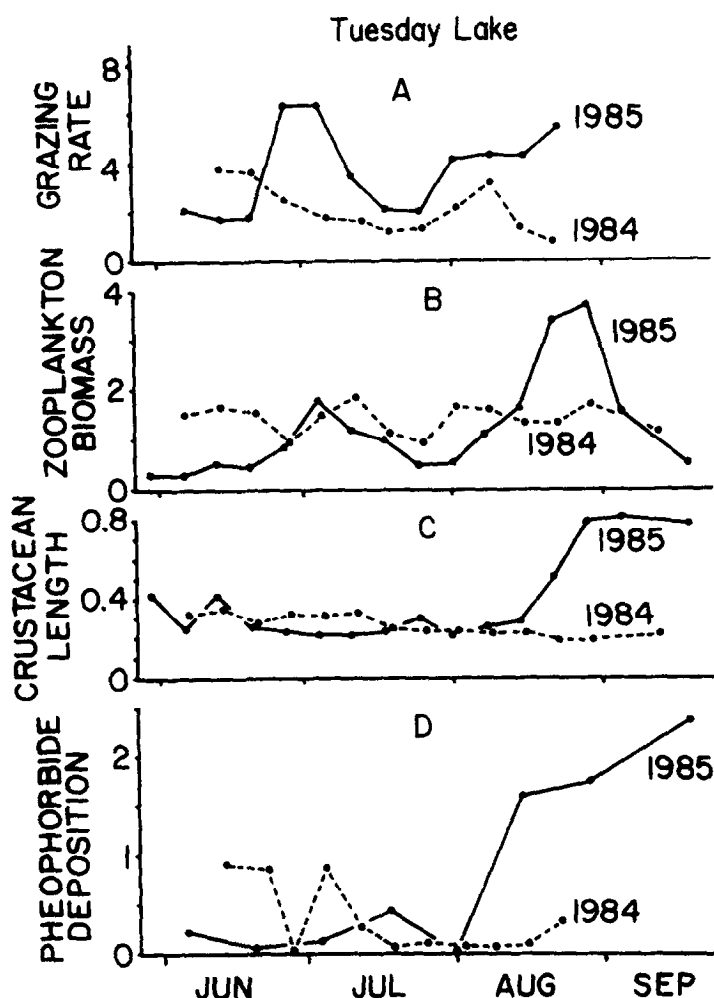 Tuesday Lake
A
GRAZING
RATE
8
4
0
1985
1984
B
ZOOPLANKTON
BIOMASS
4
2
0
1985
1984
C
CRUSTACEAN
LENGTH
0.8
0.4
0
1985
1984
D
PHEOPHORBIDE
DEPOSITION
2
1
0
1985
1984
JUN JUL AUG SEP